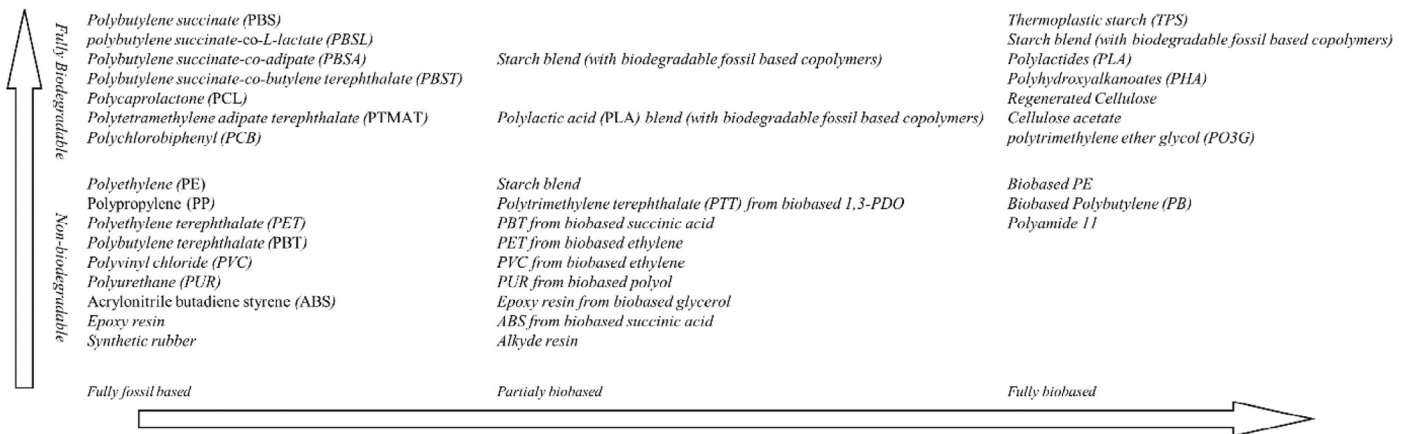 Fully Biodegradable
Polybutylene succinate (PBS)
polybutylene succinate-co-L-lactate (PBSL)
Polybutylene succinate-co-adipate (PBSA)
Polybutylene succinate-co-butylene terephthalate (PBST)
Polycaprolactone (PCL)
Polytetramethylene adipate terephthalate (PTMAT)
Polychlorobiphenyl (PCB)
Starch blend (with biodegradable fossil based copolymers)
Polylactic acid (PLA) blend (with biodegradable fossil based copolymers)
Thermoplastic starch (TPS)
Starch blend (with biodegradable fossil based copolymers)
Polylactides (PLA)
Polyhydroxyalkanoates (PHA)
Regenerated Cellulose
Cellulose acetate
polytrimethylene ether glycol (PO3G)
Non-biodegradable
Polyethylene (PE)
Polypropylene (PP)
Polyethylene terephthalate (PET)
Polybutylene terephthalate (PBT)
Polyvinyl chloride (PVC)
Polyurethane (PUR)
Acrylonitrile butadiene styrene (ABS)
Epoxy resin
Synthetic rubber
Starch blend
Polytrimethylene terephthalate (PTT) from biobased 1,3-PDO
PBT from biobased succinic acid
PET from biobased ethylene
PVC from biobased ethylene
PUR from biobased polyol
Epoxy resin from biobased glycerol
ABS from biobased succinic acid
Alkyde resin
Biobased PE
Biobased Polybutylene (PB)
Polyamide 11
Fully fossil based
Partialy biobased
Fully biobased